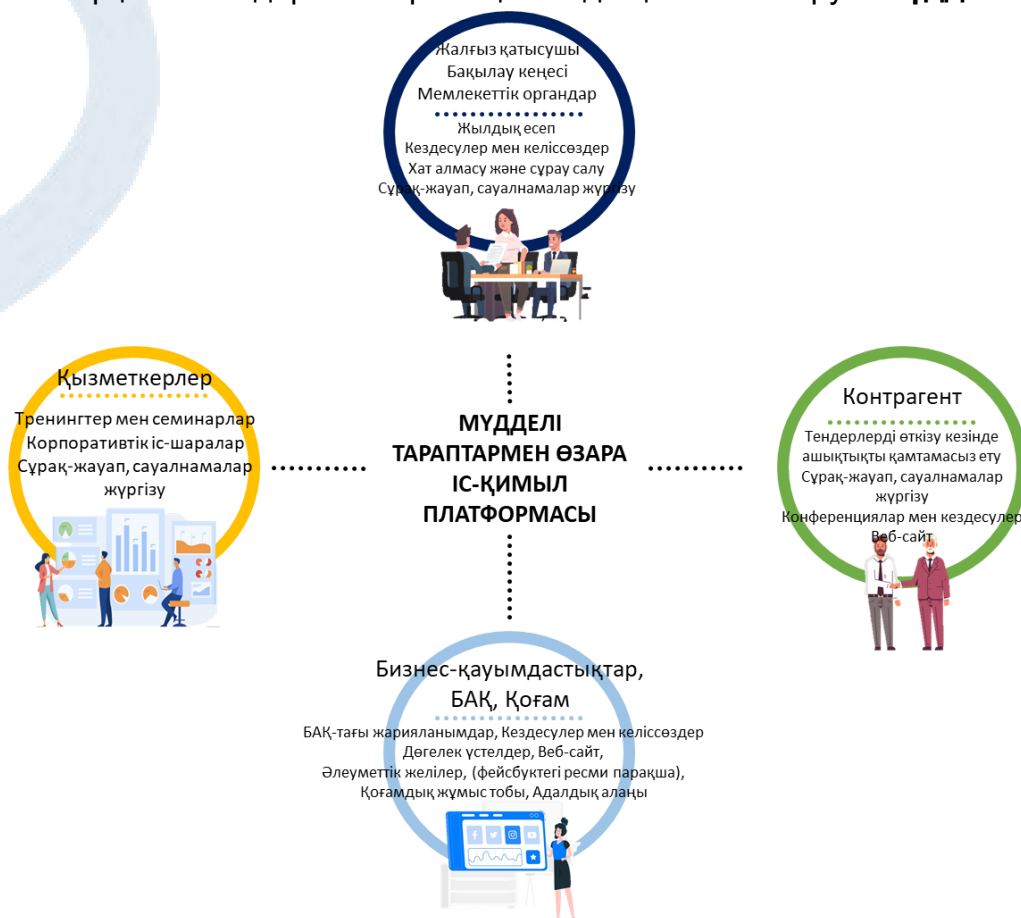 Жалғыз қатысушы
Бақылау кеңесі
Мемлекеттік органдар
Жылдық есеп
Кездесулер мен келіссөздер
Хат алмасу және сұрау салу
Сұрақ-жауап, сауалнамалар жүргізу
Қызметкерлер
Тренингтер мен семинарлар
Корпоративтік іс-шаралар
Сұрақ-жауап, сауалнамалар
жүргізу
МҮДДЕЛІ
ТАРАПТАРМЕН ӨЗАРА
ІС-ҚИМЫЛ
ПЛАТФОРМАСЫ
Контрагент
Тендерлерді өткізу кезінде
ашықтықты қамтамасыз ету
Сұрақ-жауап, сауалнамалар
жүргізу
Конференциялар мен кездесулер
Веб-сайт
Бизнес-қауымдастықтар,
БАҚ, Қоғам
БАҚ-тағы жарияланымдар, Кездесулер мен келіссөздер
Дөгелек үстелдер, Веб-сайт,
Әлеуметтік желілер, (фейсбуктегі ресми парақша),
Қоғамдық жұмыс тобы, Адалдық алаңы